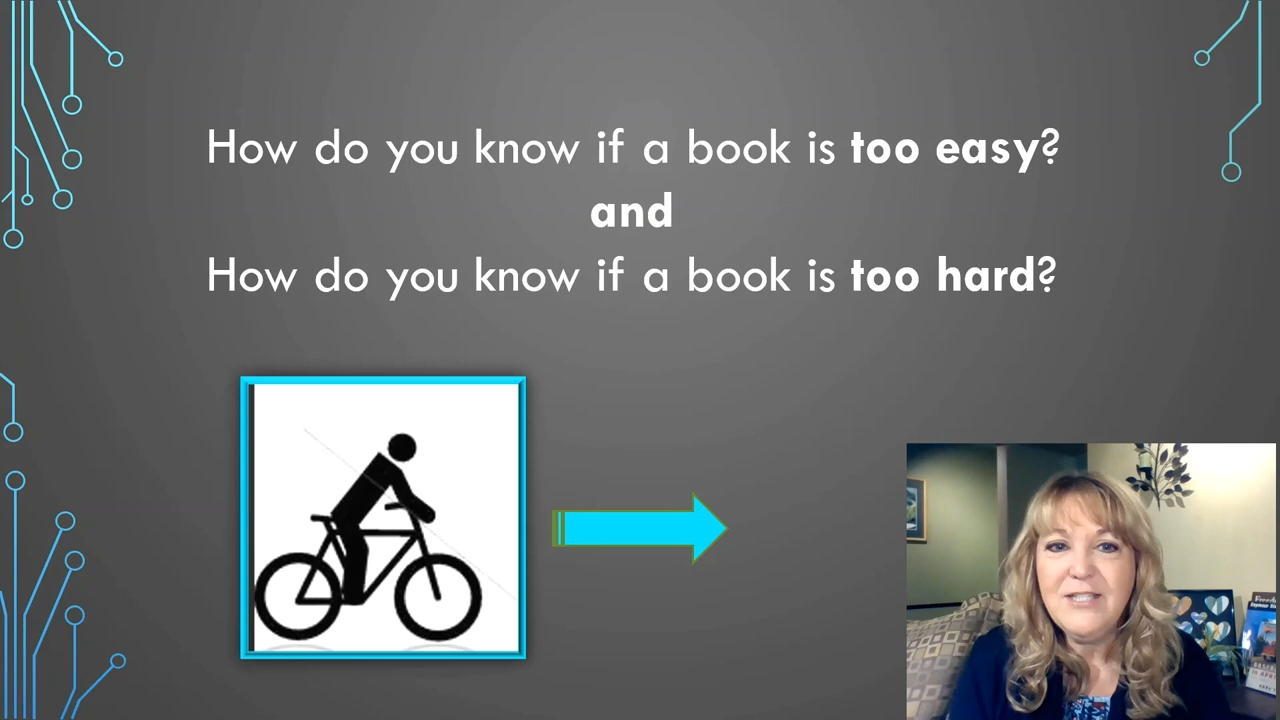 How do you know if a book is too easy?
and
How do you know if a book is too hard?